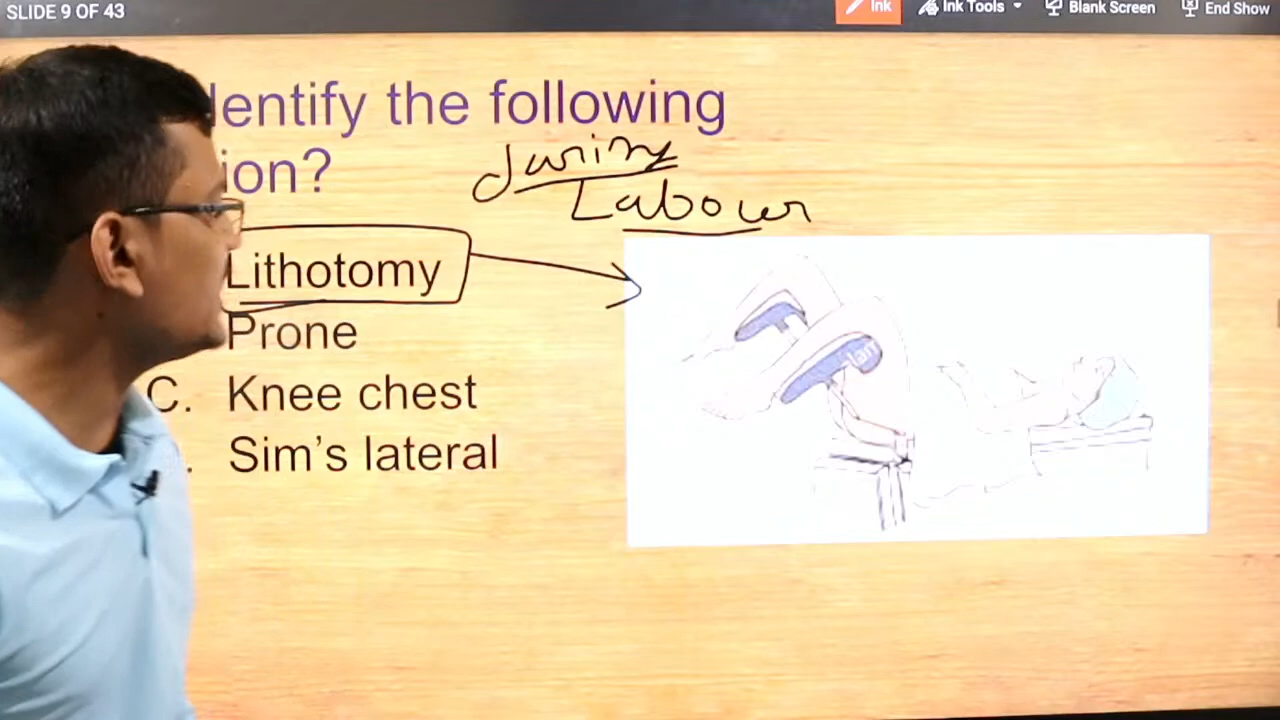 SLIDE 9 OF 43
Ink
Ink Tools
Blank Screen
End Show
dentify the following
ion?
during
Labour
Lithotomy
Prone
C. Knee chest
Sim's lateral